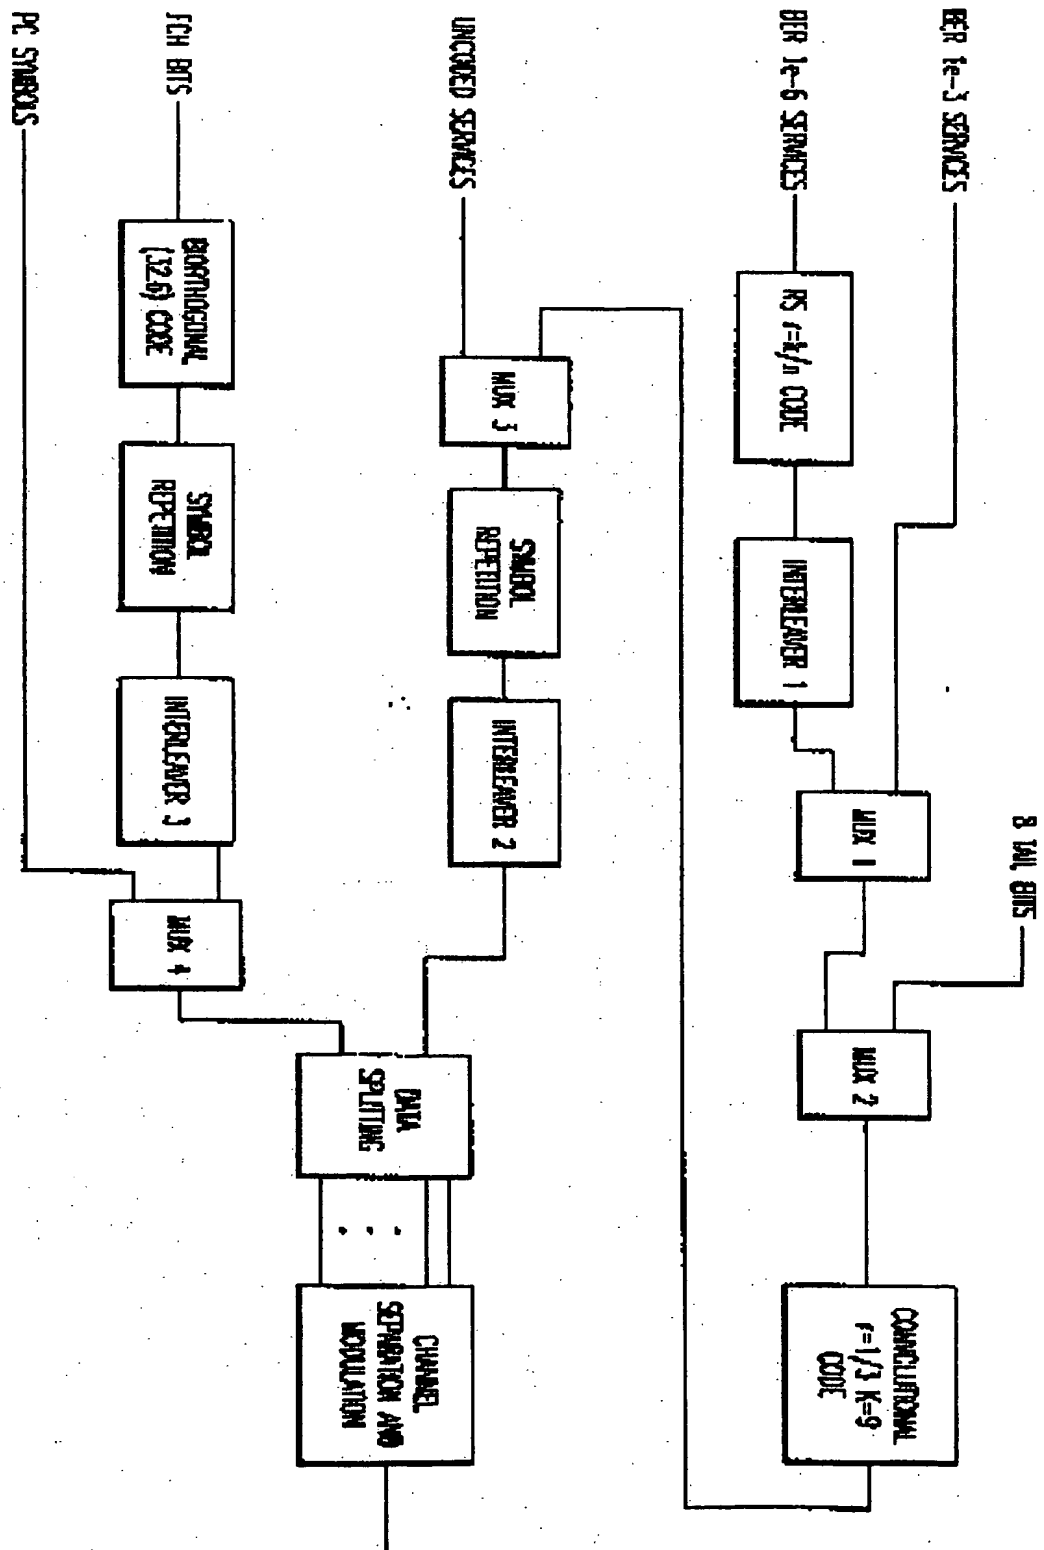 BER 1e-3 SERVICES
8 TAIL BITS
BER 1e-6 SERVICES
RS r=k/n CODE
INTERLEAVER 1
MUX 1
MUX 2
CONVOLUTIONAL
r=1/3 K=9
CODE
UNCODED SERVICES
MUX 3
SYMBOL
REPETITION
INTERLEAVER 2
DATA
SPLITTING
CHANNEL
SEPARATION AND
MODULATION
FCH BITS
BIORTHOGONAL
(32,6) CODE
SYMBOL
REPETITION
INTERLEAVER 3
MUX 4
PC SYMBOLS